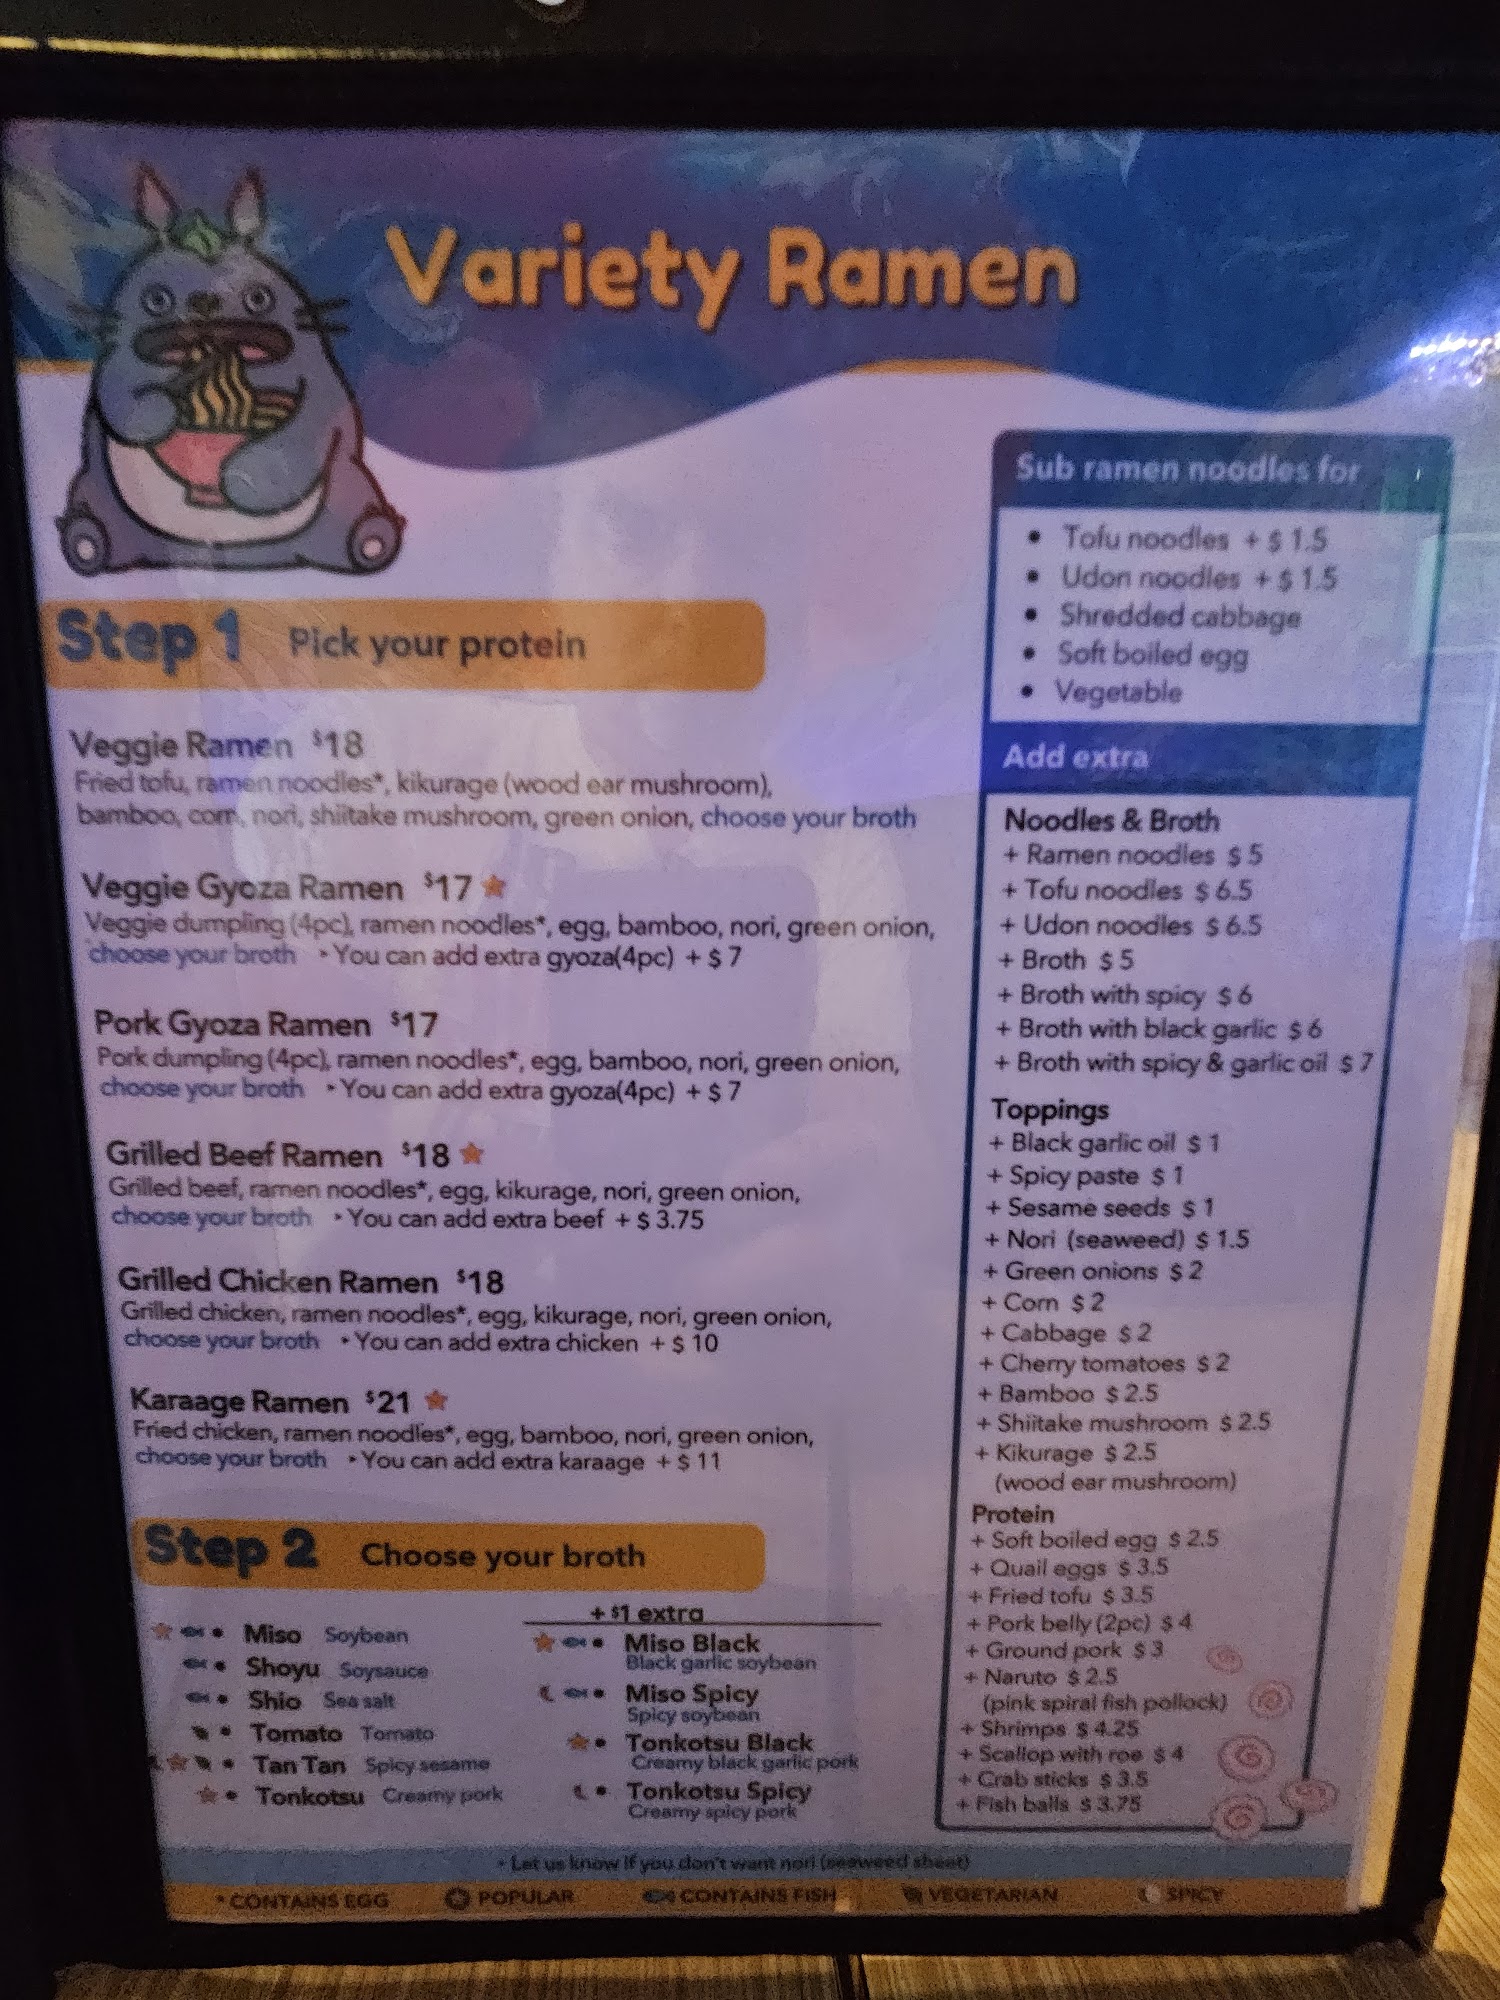 Variety Ramen
Step 1 Pick your protein
Veggie Ramen $18
Fried tofu, ramen noodles*, kikurage (wood ear mushroom),
bamboo, corn, nori, shiitake mushroom, green onion, choose your broth
Veggie Gyoza Ramen $17
Veggie dumpling (4pc), ramen noodles*, egg, bamboo, nori, green onion,
choose your broth • You can add extra gyoza(4pc) + $ 7
Pork Gyoza Ramen $17
Pork dumpling (4pc), ramen noodles*, egg, bamboo, nori, green onion,
choose your broth • You can add extra gyoza(4pc) + $ 7
Grilled Beef Ramen $18
Grilled beef, ramen noodles*, egg, kikurage, nori, green onion,
choose your broth • You can add extra beef + $ 3.75
Grilled Chicken Ramen $18
Grilled chicken, ramen noodles*, egg, kikurage, nori, green onion,
choose your broth • You can add extra chicken + $ 10
Karaage Ramen $21
Fried chicken, ramen noodles*, egg, bamboo, nori, green onion,
choose your broth • You can add extra karaage + $ 11
Step 2 Choose your broth
• Miso Soybean
• Shoyu Soysauce
• Shio Sea salt
• Tomato Tomato
• Tan Tan Spicy sesame
• Tonkotsu Creamy pork
+ $1 extra
• Miso Black
Black garlic soybean
• Miso Spicy
Spicy soybean
• Tonkotsu Black
Creamy black garlic pork
• Tonkotsu Spicy
Creamy spicy pork
Sub ramen noodles for
• Tofu noodles + $ 1.5
• Udon noodles + $ 1.5
• Shredded cabbage
• Soft boiled egg
• Vegetable
Add extra
Noodles & Broth
+ Ramen noodles $ 5
+ Tofu noodles $ 6.5
+ Udon noodles $ 6.5
+ Broth $ 5
+ Broth with spicy $ 6
+ Broth with black garlic $ 6
+ Broth with spicy & garlic oil $ 7
Toppings
+ Black garlic oil $ 1
+ Spicy paste $ 1
+ Sesame seeds $ 1
+ Nori (seaweed) $ 1.5
+ Green onions $ 2
+ Corn $ 2
+ Cabbage $ 2
+ Cherry tomatoes $ 2
+ Bamboo $ 2.5
+ Shiitake mushroom $ 2.5
+ Kikurage $ 2.5
(wood ear mushroom)
Protein
+ Soft boiled egg $ 2.5
+ Quail eggs $ 3.5
+ Fried tofu $ 3.5
+ Pork belly (2pc) $ 4
+ Ground pork $ 3
+ Naruto $ 2.5
(pink spiral fish pollock)
+ Shrimps $ 4.25
+ Scallop with roe $ 4
+ Crab sticks $ 3.5
+ Fish balls $ 3.75
• Let us know if you don't want nori (seaweed sheet)
* CONTAINS EGG POPULAR CONTAINS FISH VEGETARIAN SPICY